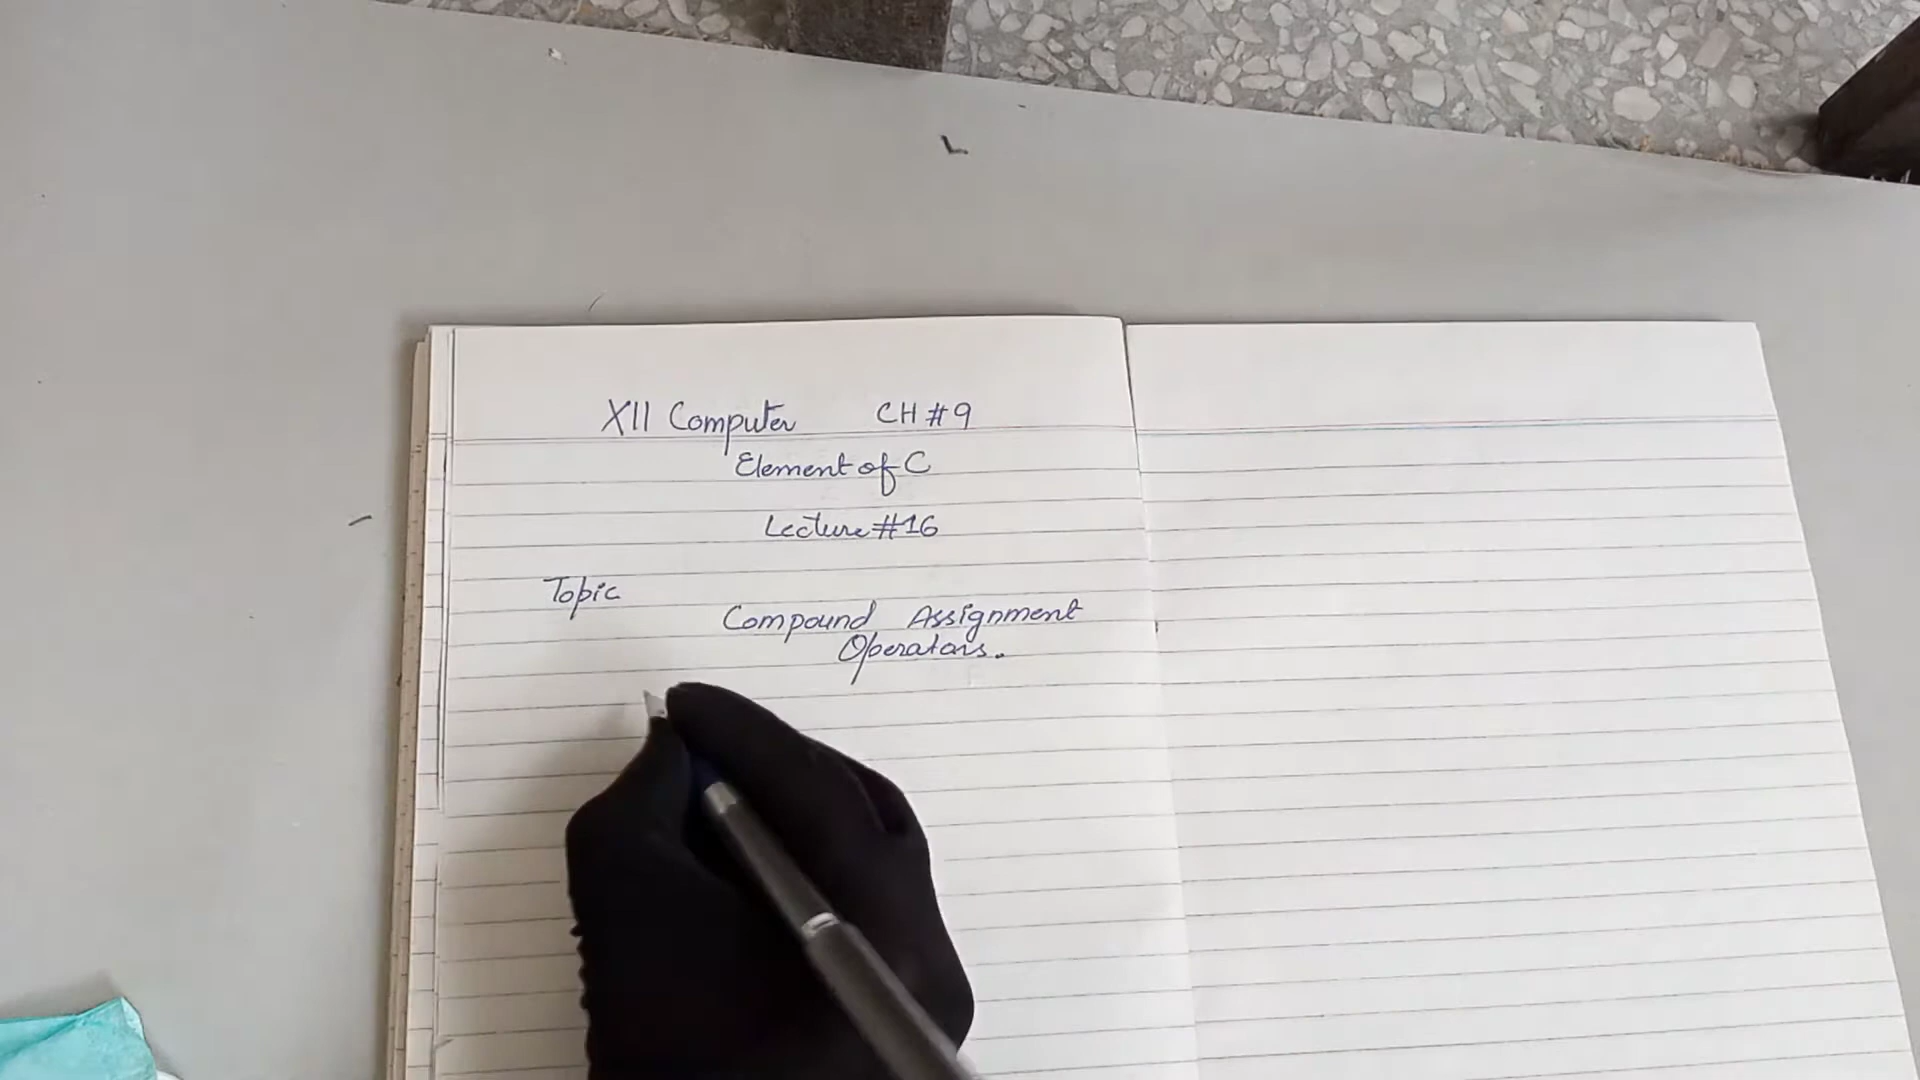 XII Computer CH # 9
Element of C
Lecture # 16
Topic
Compound Assignment
Operators.